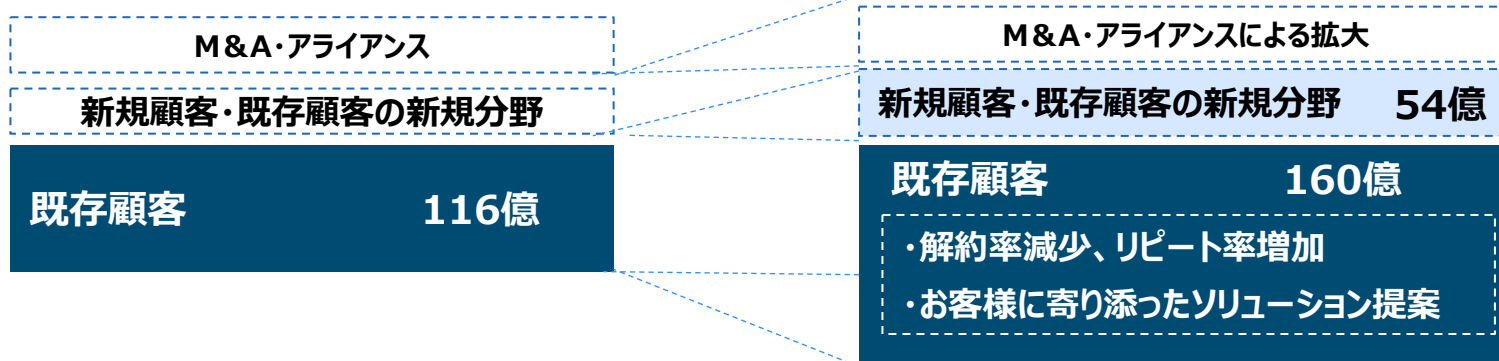 M&A・アライアンス
新規顧客・既存顧客の新規分野
既存顧客 116億
M&A・アライアンスによる拡大
新規顧客・既存顧客の新規分野 54億
既存顧客 160億
・解約率減少、リピート率増加
・お客様に寄り添ったソリューション提案